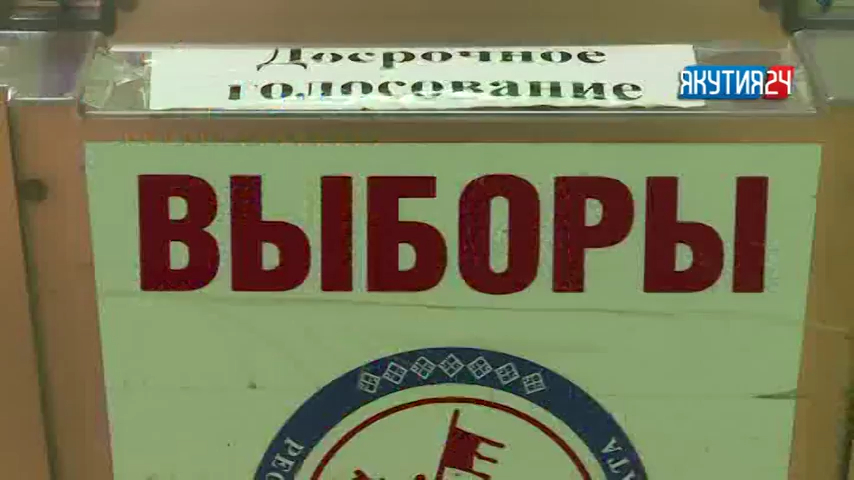 Досрочное
голосование
ЯКУТИЯ24
ВЫБОРЫ